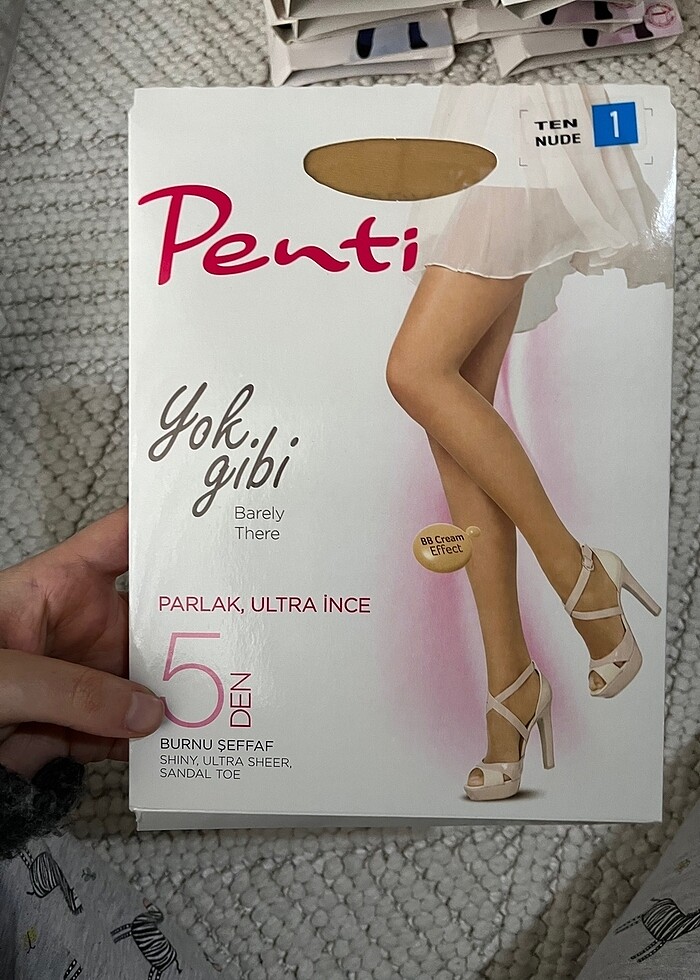 TEN
NUDE
1
Penti
Yok
gibi
Barely
There
BB Cream
Effect
PARLAK, ULTRA İNCE
5 DEN
BURNU ŞEFFAF
SHINY, ULTRA SHEER,
SANDAL TOE